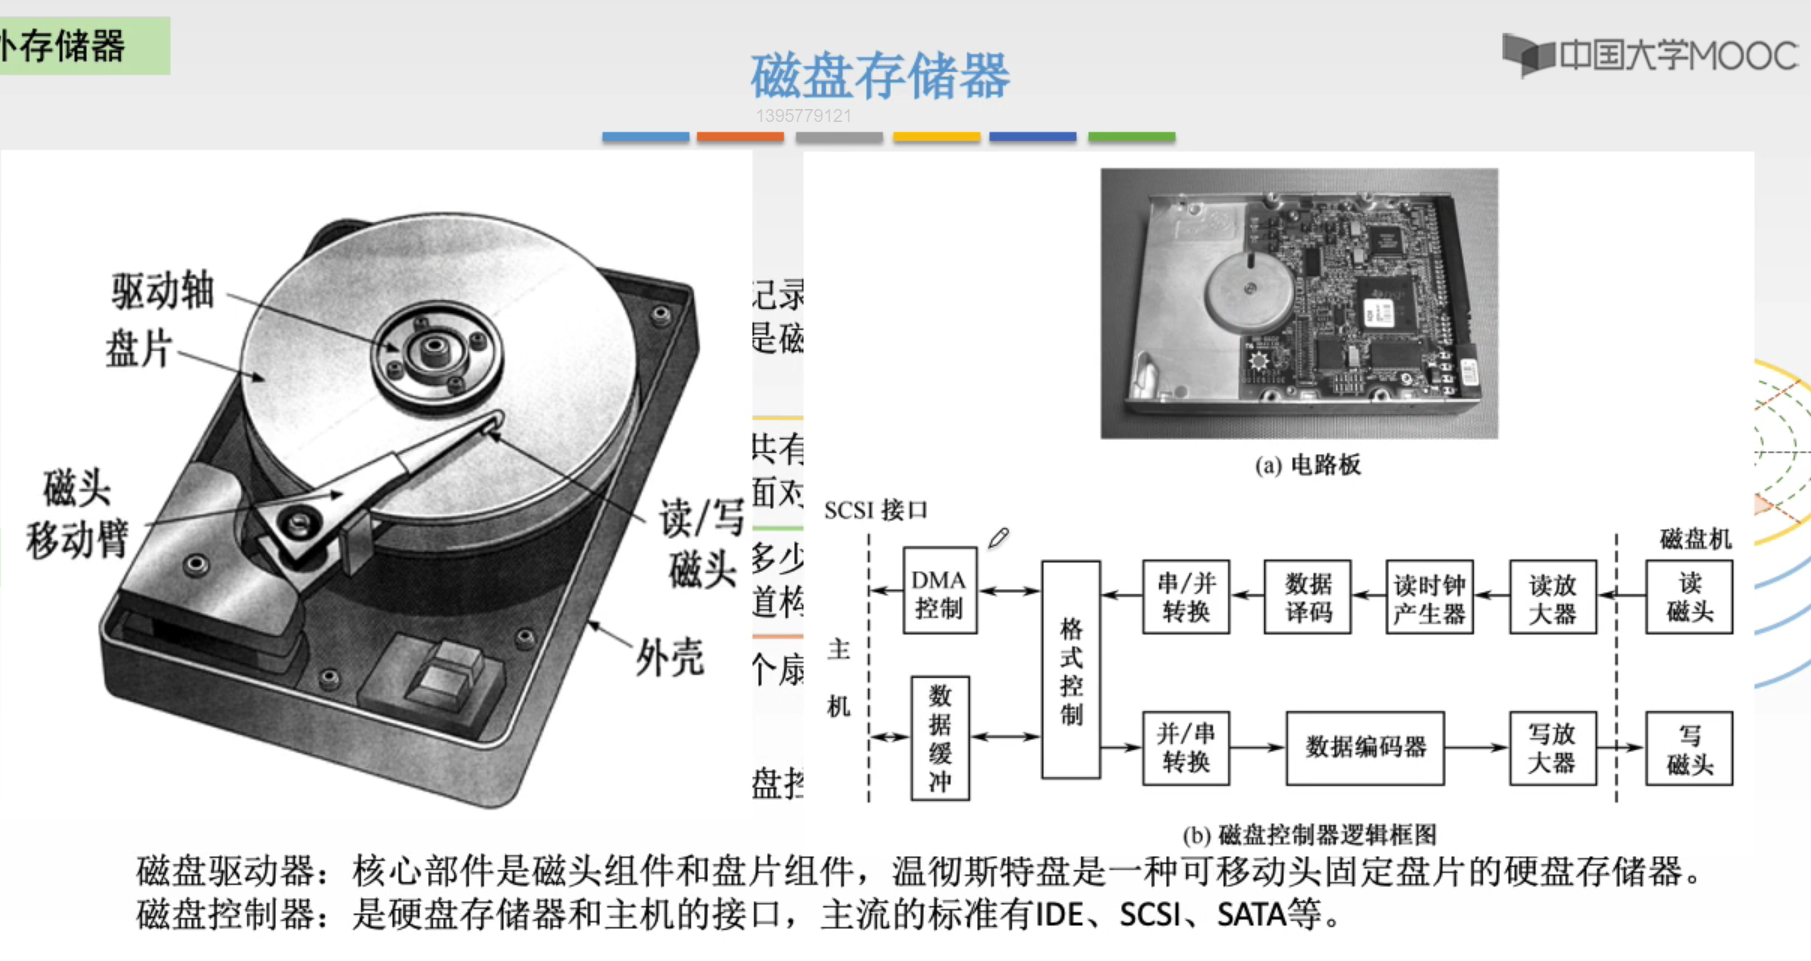 外存储器
中国大学MOOC
磁盘存储器
1395779121
驱动轴
盘片
磁头
移动臂
读/写
磁头
外壳
记录
是磁
共有
面对
多少
道构
个扇
盘控
(a) 电路板
SCSI 接口
磁盘机
主
机
DMA
控制
数
据
缓
冲
格
式
控
制
串/并
转换
数据
译码
读时钟
产生器
读放
大器
读
磁头
并/串
转换
数据编码器
写放
大器
写
磁头
(b) 磁盘控制器逻辑框图
磁盘驱动器：核心部件是磁头组件和盘片组件，温彻斯特盘是一种可移动头固定盘片的硬盘存储器。
磁盘控制器：是硬盘存储器和主机的接口，主流的标准有IDE、SCSI、SATA等。